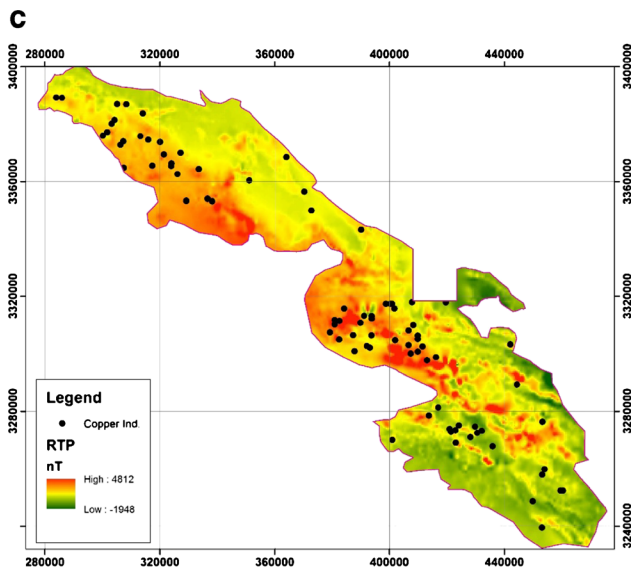 c
280000 320000 360000 400000 440000
3400000 3400000
3360000 3360000
3320000 3320000
3280000 3280000
3240000 3240000
Legend
Copper Ind.
RTP
nT
High : 4812
Low : -1948
280000 320000 360000 400000 440000